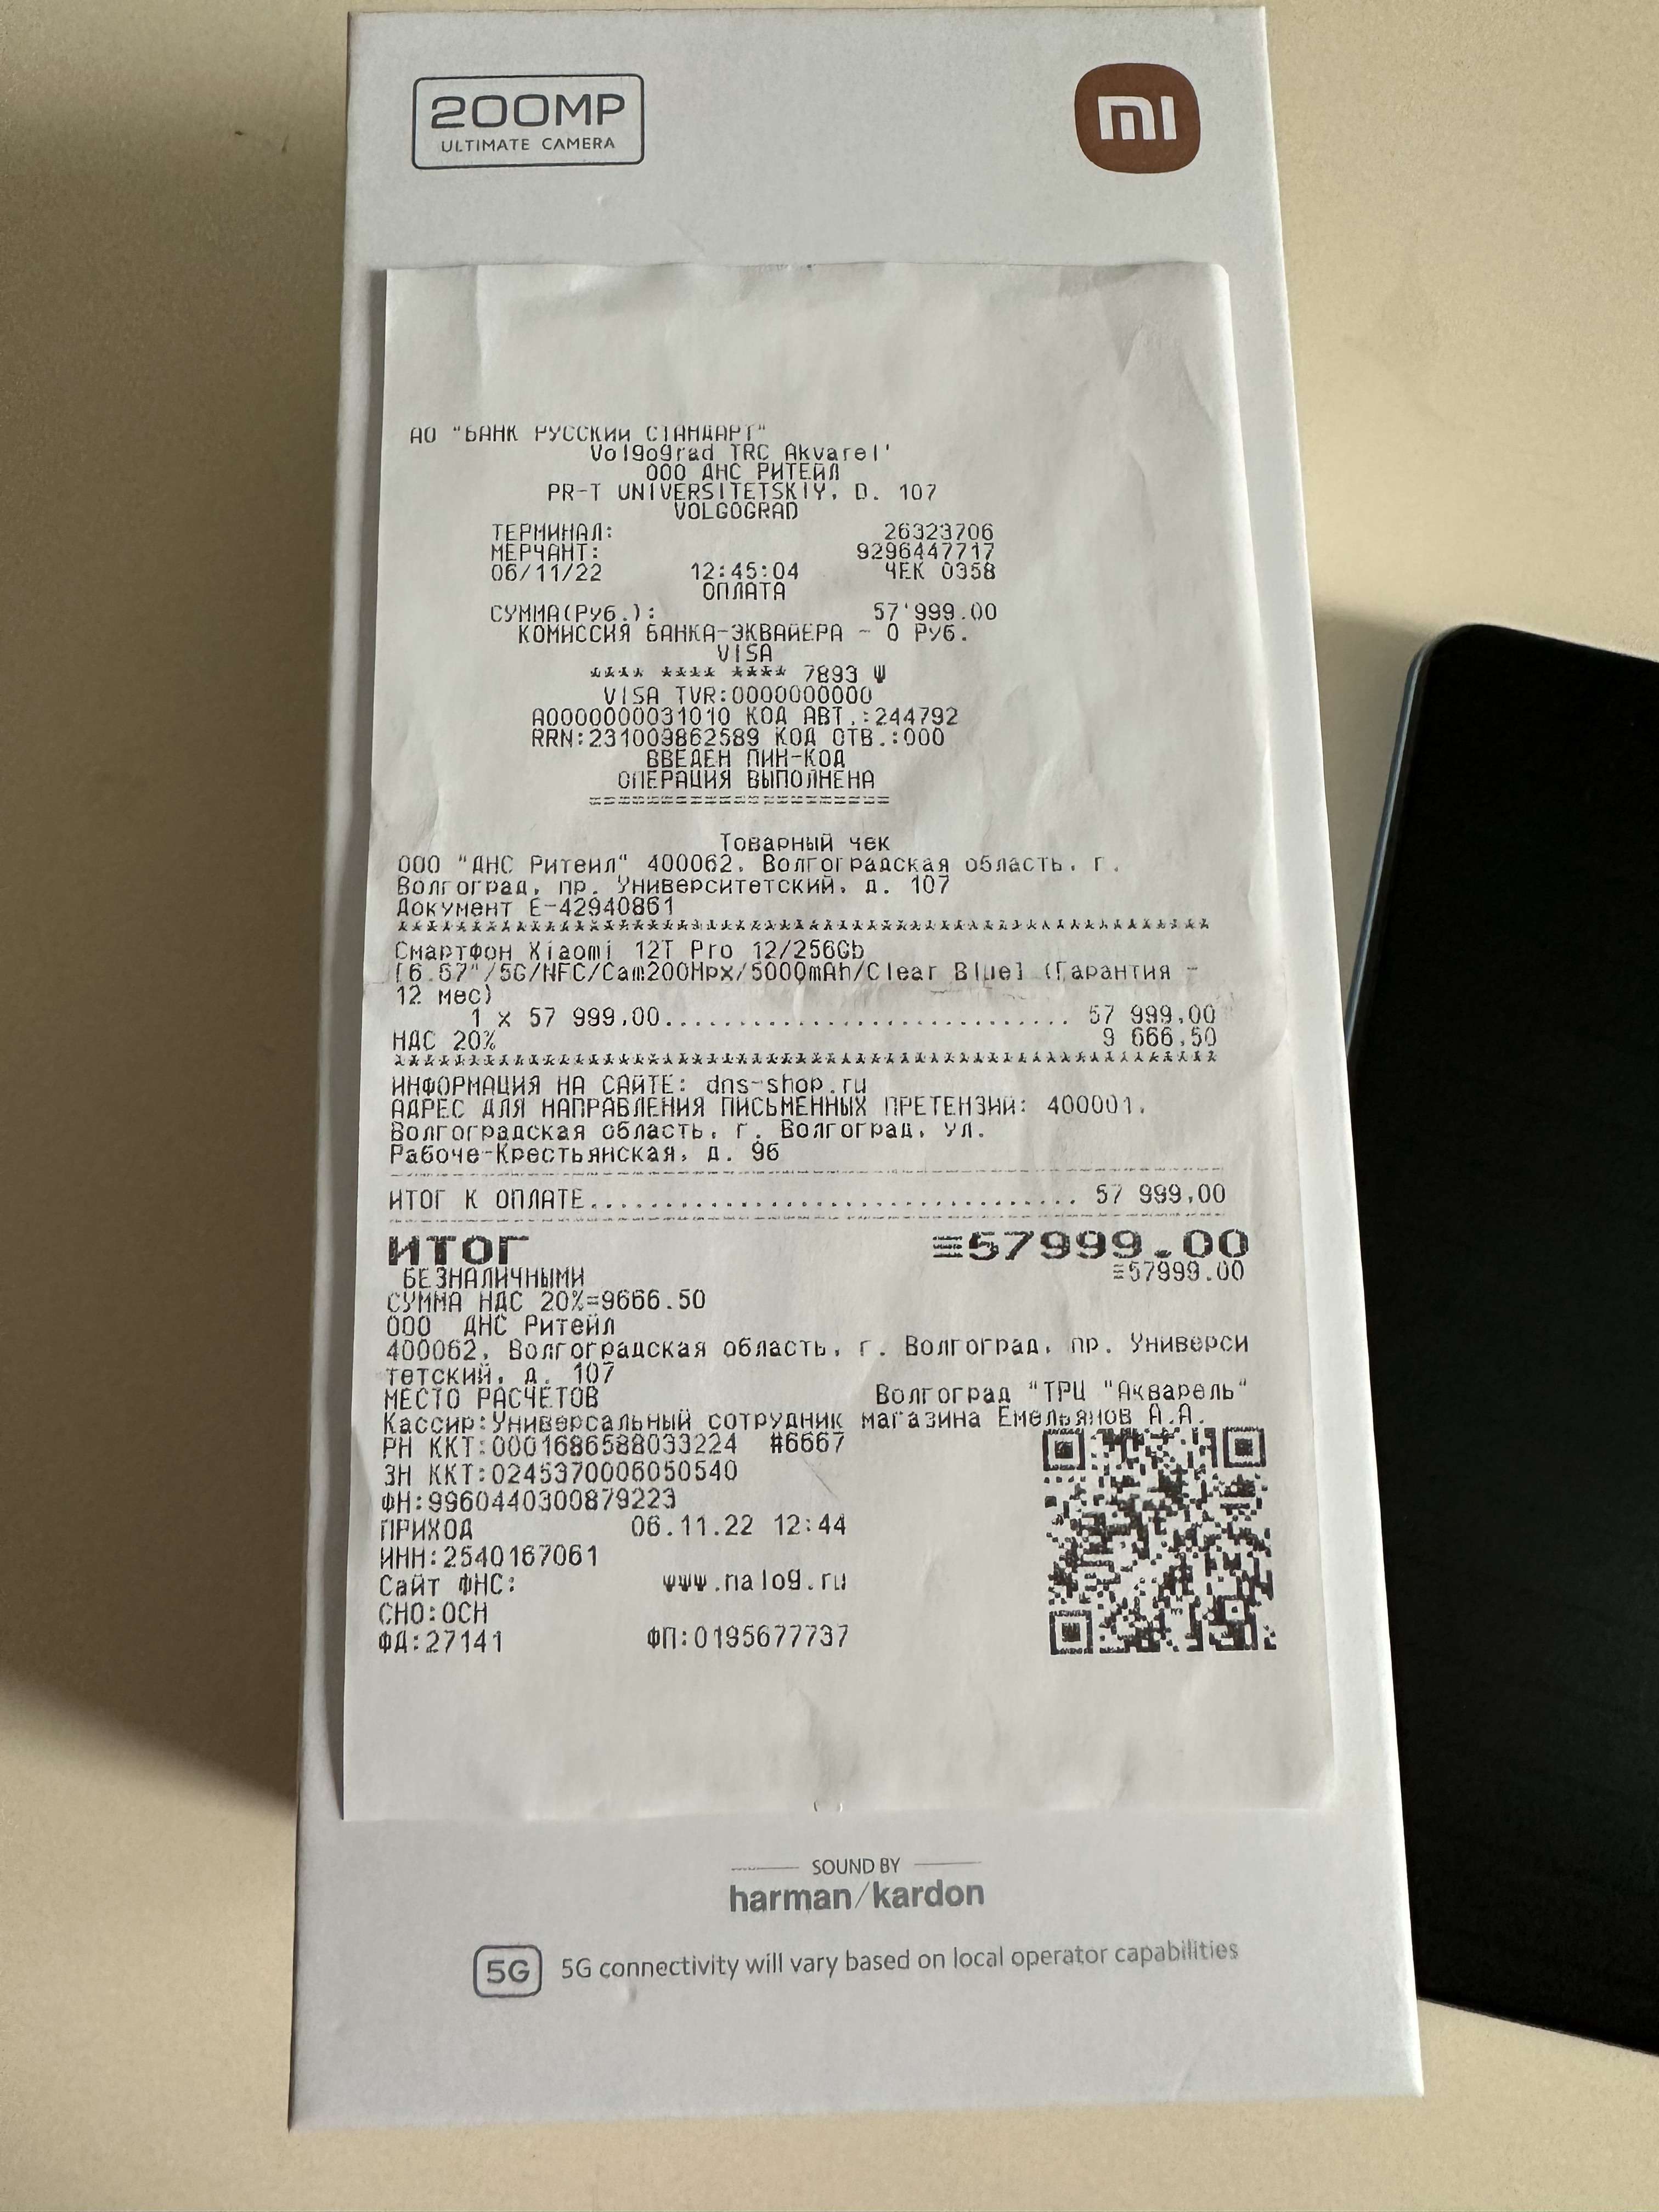 200MP
ULTIMATE CAMERA
mi
АО "БАНК РУССКИЙ СТАНДАРТ"
Volgograd TRC Akvarel'
ООО ДНС РИТЕЙЛ
PR-T UNIVERSITETSKIY, D. 107
VOLGOGRAD
ТЕРМИНАЛ: 26323706
МЕРЧАНТ: 9296447717
06/11/22 12:45:04 ЧЕК 0358
ОПЛАТА
СУММА(Руб.): 57'999.00
КОМИССИЯ БАНКА-ЭКВАЙЕРА - 0 Руб.
VISA
**** **** **** 7893
VISA TVR:0000000000
A0000000031010 КОД АВТ.:244792
RRN:231009862589 КОД ОТВ.:000
ВВЕДЕН ПИН-КОД
ОПЕРАЦИЯ ВЫПОЛНЕНА
=====================
Товарный чек
ООО "ДНС Ритейл" 400062, Волгоградская область, г.
Волгоград, пр. Университетский, д. 107
Документ Е-42940861
Смартфон Xiaomi 12T Pro 12/256Gb
[6.67"/5G/NFC/Cam200Mpx/5000mAh/Clear Blue] (Гарантия -
12 мес)
1 x 57 999,00.............................. 57 999,00
НДС 20% 9 666,50
ИНФОРМАЦИЯ НА САЙТЕ: dns-shop.ru
АДРЕС ДЛЯ НАПРАВЛЕНИЯ ПИСЬМЕННЫХ ПРЕТЕНЗИЙ: 400001,
Волгоградская область, г. Волгоград, ул.
Рабоче-Крестьянская, д. 9б
ИТОГ К ОПЛАТЕ................................. 57 999,00
ИТОГ ≡57999.00
БЕЗНАЛИЧНЫМИ ≡57999.00
СУММА НДС 20%=9666.50
ООО ДНС Ритейл
400062, Волгоградская область, г. Волгоград, пр. Универси
тетский, д. 107
МЕСТО РАСЧЕТОВ Волгоград "ТРЦ "Акварель"
Кассир:Универсальный сотрудник магазина Емельянов А.А.
РН ККТ:0001686588033224 #6667
ЗН ККТ:0245370006050540
ФН:9960440300879223
ПРИХОД 06.11.22 12:44
ИНН:2540167061
Сайт ФНС: www.nalog.ru
СНО:ОСН
ФД:27141 ФП:0195677737
SOUND BY
harman/kardon
5G 5G connectivity will vary based on local operator capabilities